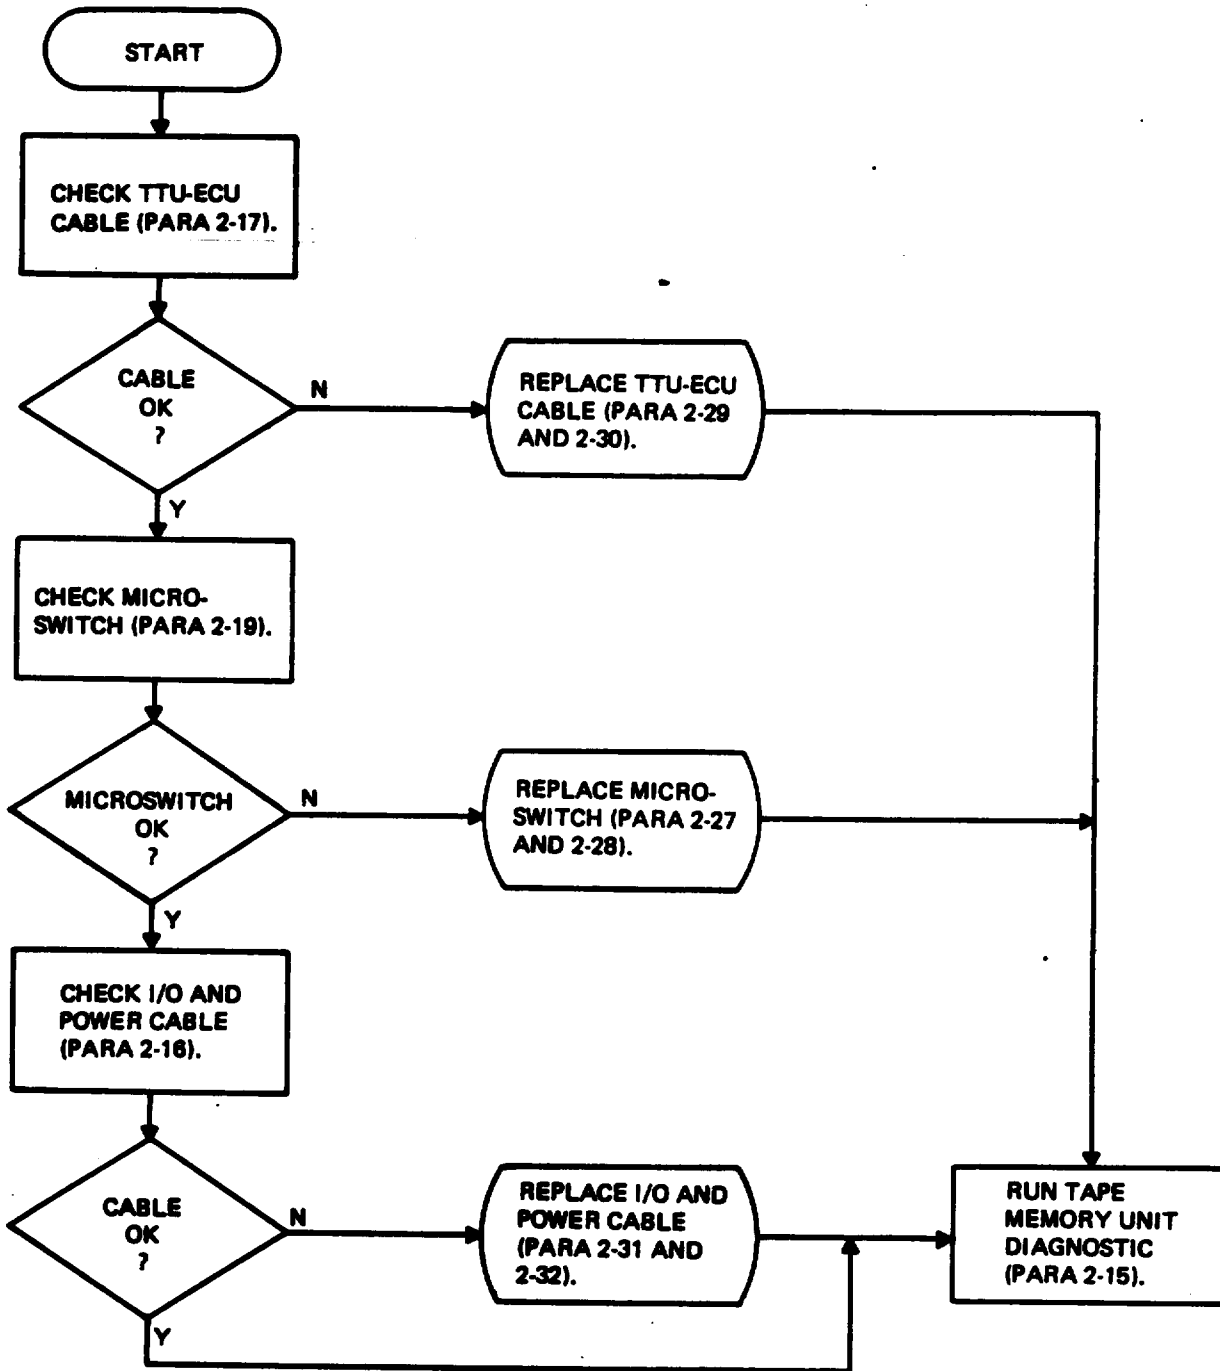 START
CHECK TTU-ECU
CABLE (PARA 2-17).
CABLE
OK
?
N
REPLACE TTU-ECU
CABLE (PARA 2-29
AND 2-30).
Y
CHECK MICRO-
SWITCH (PARA 2-19).
MICROSWITCH
OK
?
N
REPLACE MICRO-
SWITCH (PARA 2-27
AND 2-28).
Y
CHECK I/O AND
POWER CABLE
(PARA 2-16).
CABLE
OK
?
N
REPLACE I/O AND
POWER CABLE
(PARA 2-31 AND
2-32).
RUN TAPE
MEMORY UNIT
DIAGNOSTIC
(PARA 2-15).
Y